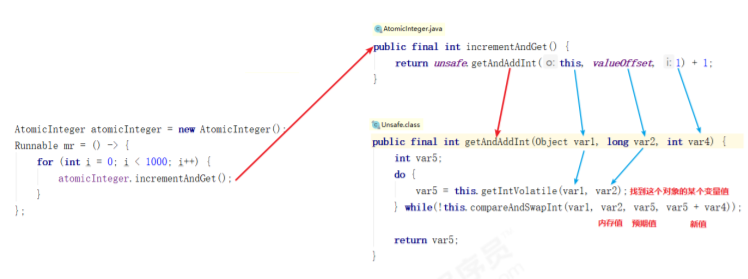 AtomicInteger atomicInteger = new AtomicInteger();
Runnable mr = () -> {
for (int i = 0; i < 1000; i++) {
atomicInteger.incrementAndGet();
}
};
AtomicInteger.java
public final int incrementAndGet() {
return unsafe.getAndAddInt( o: this, valueOffset, i: 1) + 1;
}
Unsafe.class
public final int getAndAddInt(Object var1, long var2, int var4) {
int var5;
do {
var5 = this.getIntVolatile(var1, var2); 找到这个对象的某个变量值
} while(!this.compareAndSwapInt(var1, var2, var5, var5 + var4));
内存值 预期值 新值
return var5;
}